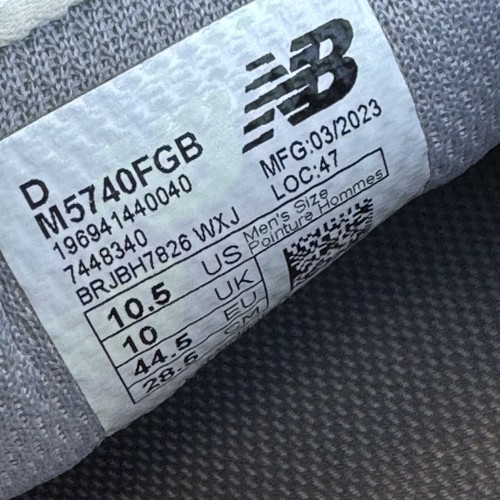 NB
D
M5740FGB
196941440040
7448340
BRJBH7826 WXJ
MFG:03/2023
LOC:47
Men's Size
Pointure Hommes
10.5 US
10 UK
44.5 EU
28.5 CM